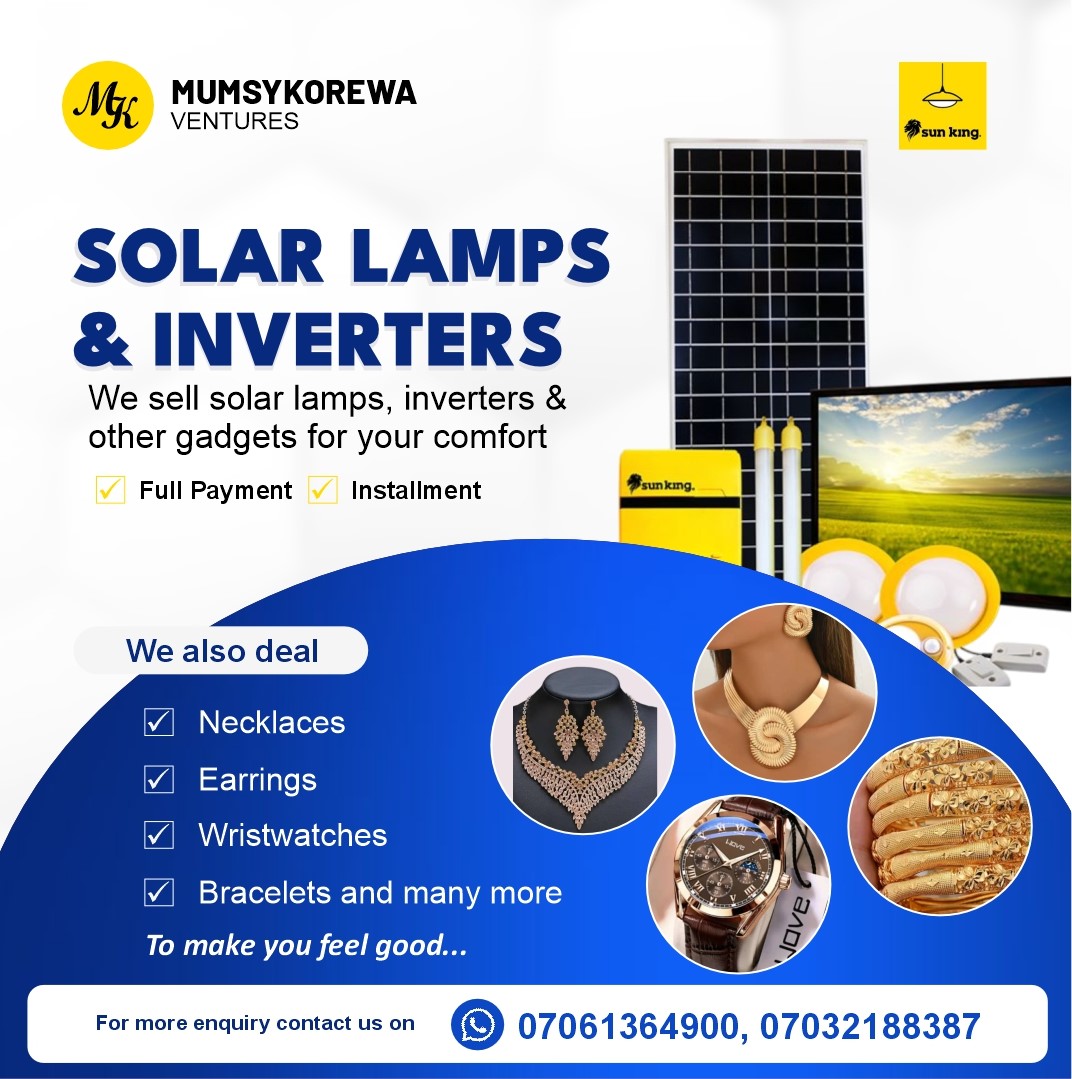 MK
MUMSYKOREWA
VENTURES
sun king.
SOLAR LAMPS
& INVERTERS
We sell solar lamps, inverters &
other gadgets for your comfort
Full Payment
Installment
sun king.
We also deal
Necklaces
Earrings
Wristwatches
Bracelets and many more
To make you feel good...
For more enquiry contact us on
07061364900, 07032188387